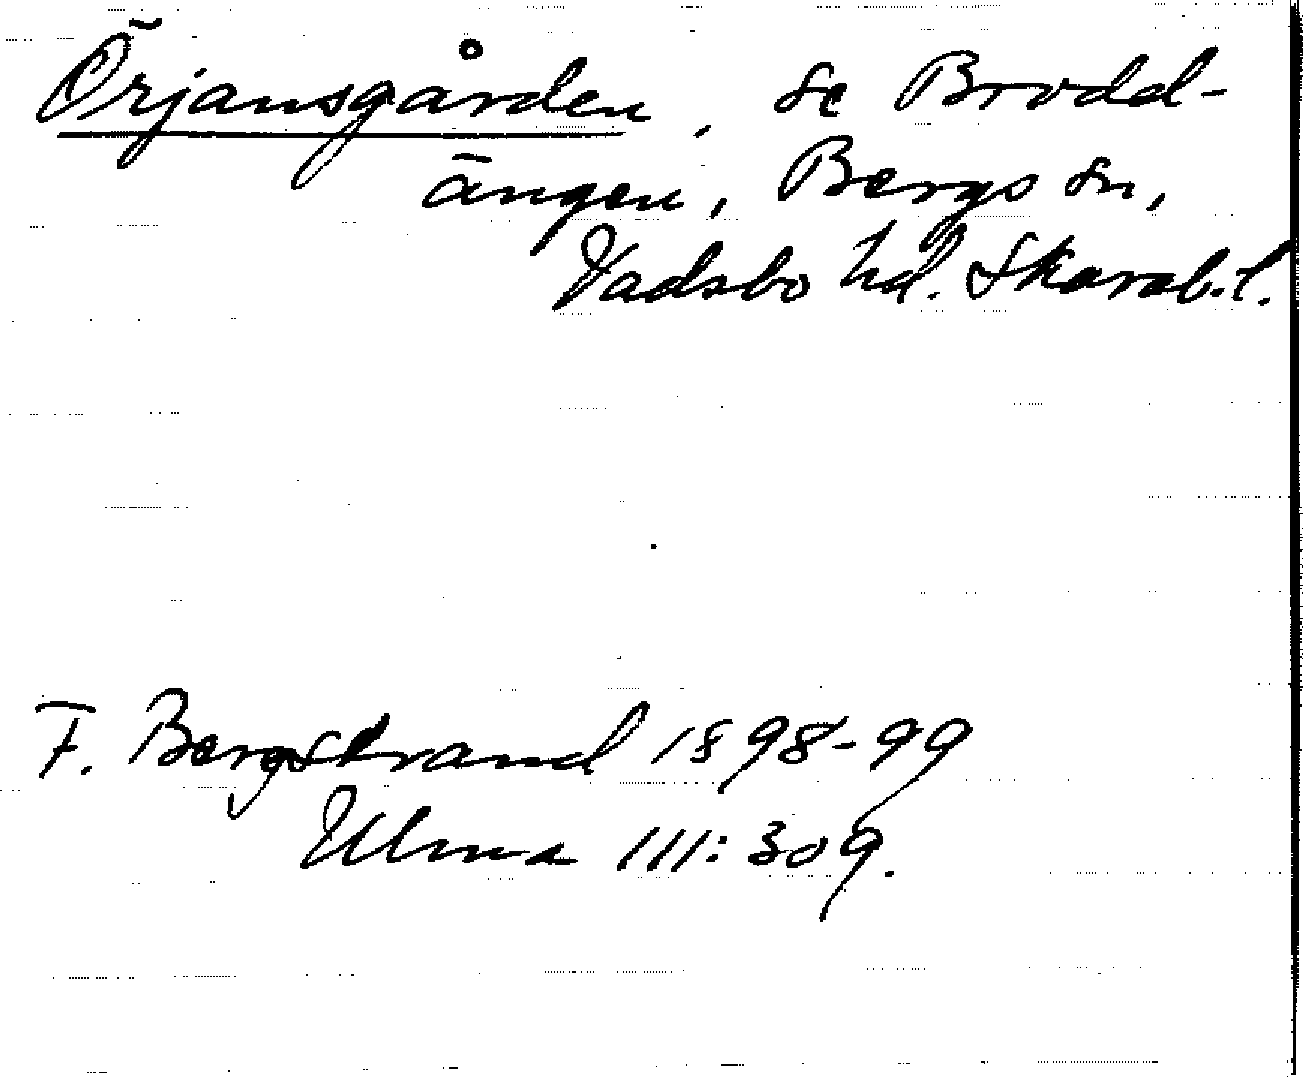 Örjansgården, se Brodd-
ängen, Bergs sn,
Vadsbo hd. Skarab.l.
F. Bergstrand 1898-99
Ulma 111:309.